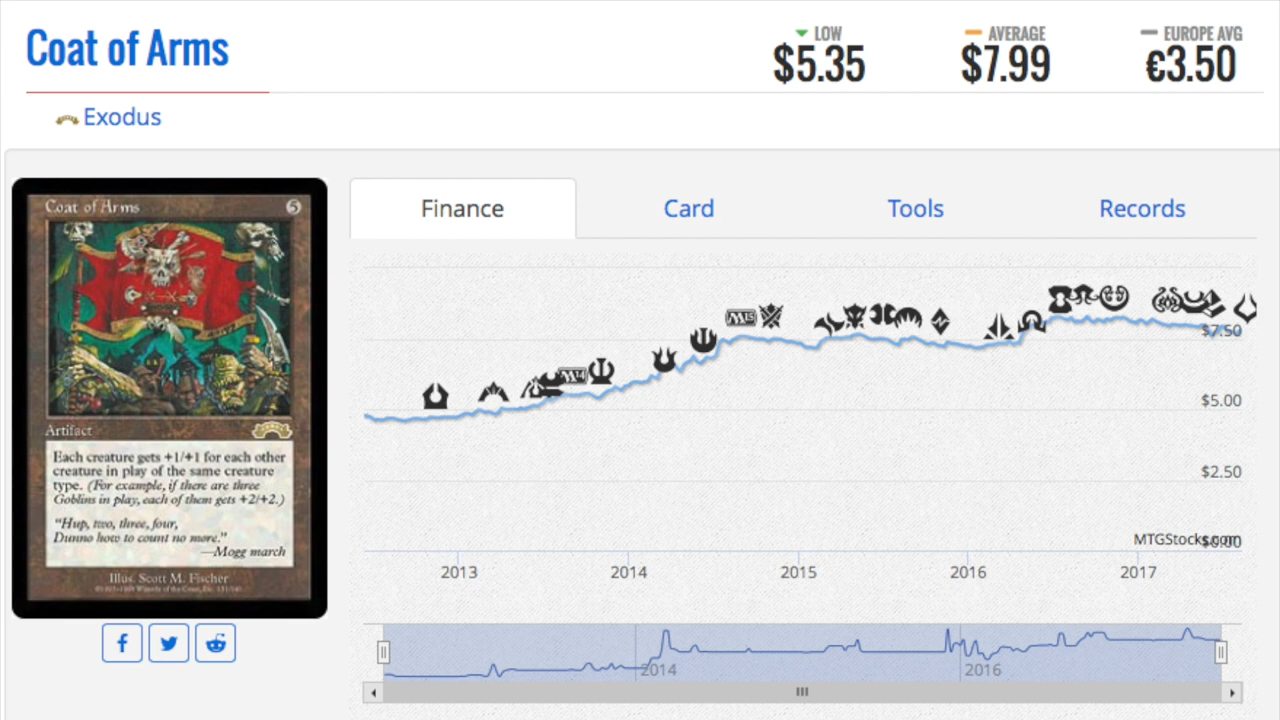 Coat of Arms
LOW
$5.35
AVERAGE
$7.99
EUROPE AVG
€3.50
Exodus
Finance
Card
Tools
Records
Coat of Arms 5
Artifact
Each creature gets +1/+1 for each other
creature in play of the same creature
type. (For example, if there are three
Goblins in play, each of them gets +2/+2.)
"Hup, two, three, four,
Dunno how to count no more."
—Mogg march
Illus. Scott M. Fischer
M14
M15
$7.50
$5.00
$2.50
$0.00
MTGStocks.com
2013
2014
2015
2016
2017
2014
2016